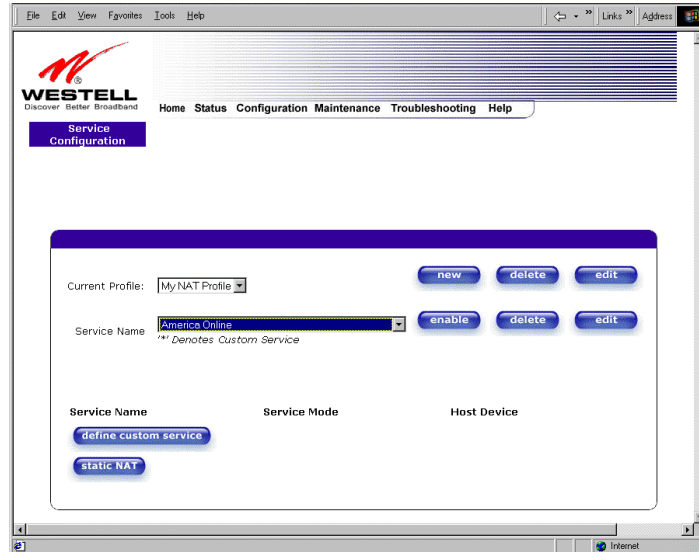 File Edit View Favorites Tools Help » Links » Address
®
WESTELL
Discover Better Broadband
Home Status Configuration Maintenance Troubleshooting Help
Service
Configuration
new delete edit
Current Profile: My NAT Profile
enable delete edit
Service Name America Online
'*' Denotes Custom Service
Service Name Service Mode Host Device
define custom service
static NAT
Internet